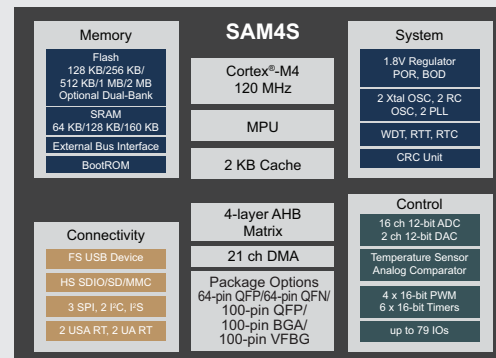 Memory
Flash
128 KB/256 KB/
512 KB/1 MB/2 MB
Optional Dual-Bank
SRAM
64 KB/128 KB/160 KB
External Bus Interface
BootROM
Connectivity
FS USB Device
HS SDIO/SD/MMC
3 SPI, 2 I²C, I²S
2 USA RT, 2 UA RT
SAM4S
Cortex®-M4
120 MHz
MPU
2 KB Cache
4-layer AHB
Matrix
21 ch DMA
Package Options
64-pin QFP/64-pin QFN/
100-pin QFP/
100-pin BGA/
100-pin VFBG
System
1.8V Regulator
POR, BOD
2 Xtal OSC, 2 RC
OSC, 2 PLL
WDT, RTT, RTC
CRC Unit
Control
16 ch 12-bit ADC
2 ch 12-bit DAC
Temperature Sensor
Analog Comparator
4 x 16-bit PWM
6 x 16-bit Timers
up to 79 IOs